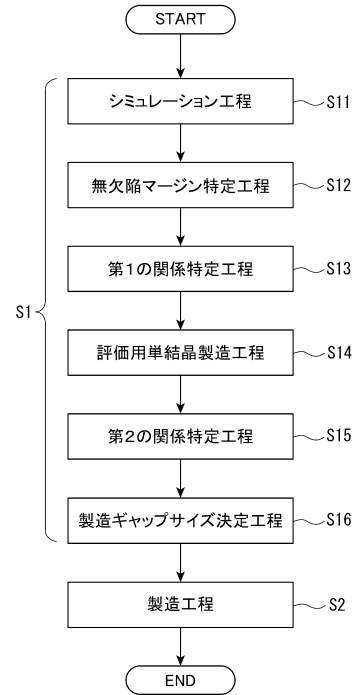 START
シミュレーション工程 S11
無欠陥マージン特定工程 S12
第1の関係特定工程 S13
S1
評価用単結晶製造工程 S14
第2の関係特定工程 S15
製造ギャップサイズ決定工程 S16
製造工程 S2
END